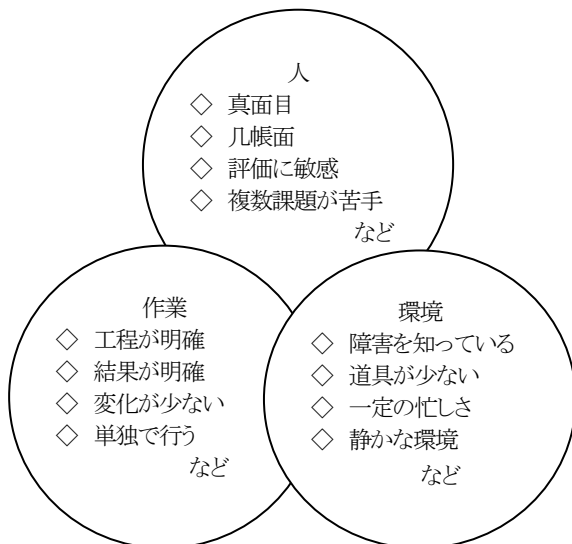 人
◇ 真面目
◇ 几帳面
◇ 評価に敏感
◇ 複数課題が苦手
など
作業
◇ 工程が明確
◇ 結果が明確
◇ 変化が少ない
◇ 単独で行う
など
環境
◇ 障害を知っている
◇ 道具が少ない
◇ 一定の忙しさ
◇ 静かな環境
など